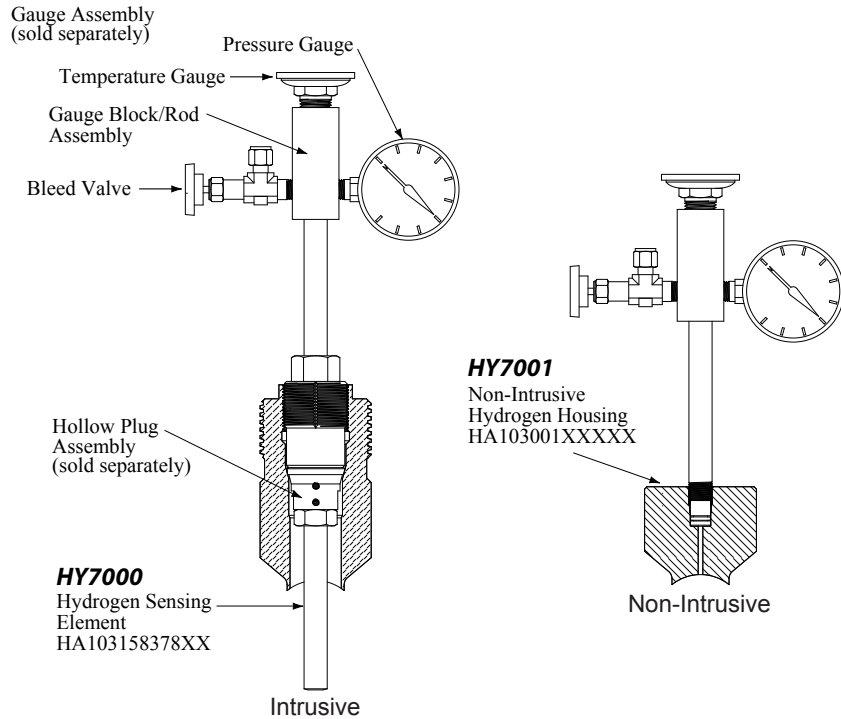 Gauge Assembly
(sold separately)
Pressure Gauge
Temperature Gauge
Gauge Block/Rod
Assembly
Bleed Valve
Hollow Plug
Assembly
(sold separately)
HY7000
Hydrogen Sensing
Element
HA103158378XX
Intrusive
HY7001
Non-Intrusive
Hydrogen Housing
HA103001XXXXX
Non-Intrusive